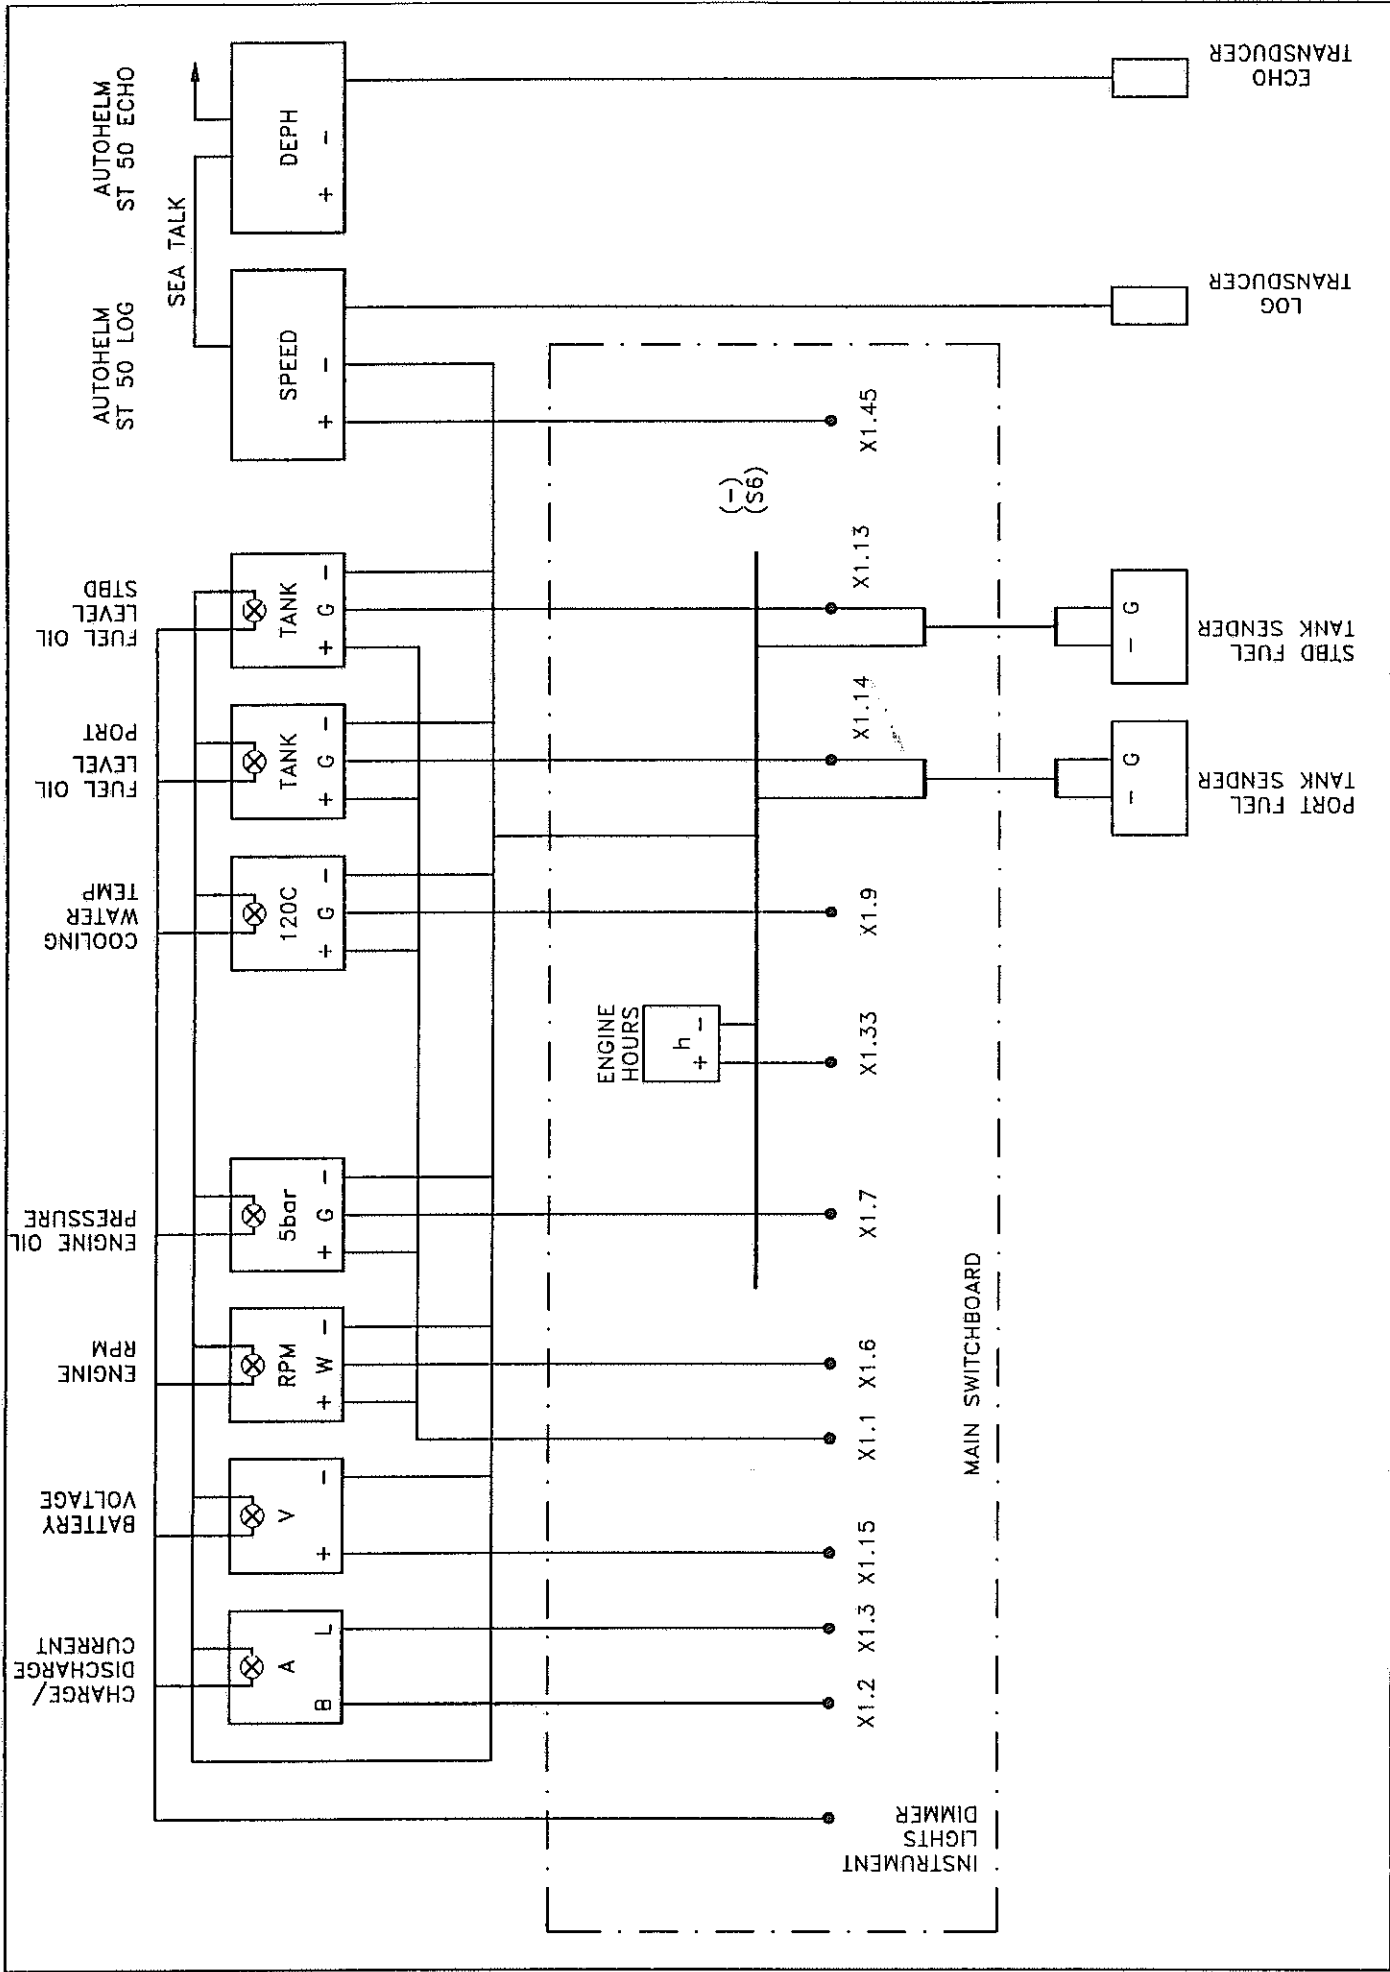 CHARGE/
DISCHARGE
CURRENT
BATTERY
VOLTAGE
ENGINE
RPM
ENGINE OIL
PRESSURE
COOLING
WATER
TEMP
FUEL OIL
LEVEL
PORT
FUEL OIL
LEVEL
STBD
AUTOHELM
ST 50 LOG
AUTOHELM
ST 50 ECHO
SEA TALK
A
B L
V
+ -
RPM
+ W -
5bar
+ G -
120C
+ G -
TANK
+ G -
TANK
+ G -
SPEED
+ -
DEPH
+ -
ENGINE
HOURS
h
+ -
(-)
(S6)
X1.2
X1.3
X1.15
X1.1
X1.6
X1.7
X1.33
X1.9
X1.14
X1.13
X1.45
INSTRUMENT
LIGHTS
DIMMER
MAIN SWITCHBOARD
- G
PORT FUEL
TANK SENDER
- G
STBD FUEL
TANK SENDER
LOG
TRANSDUCER
ECHO
TRANSDUCER